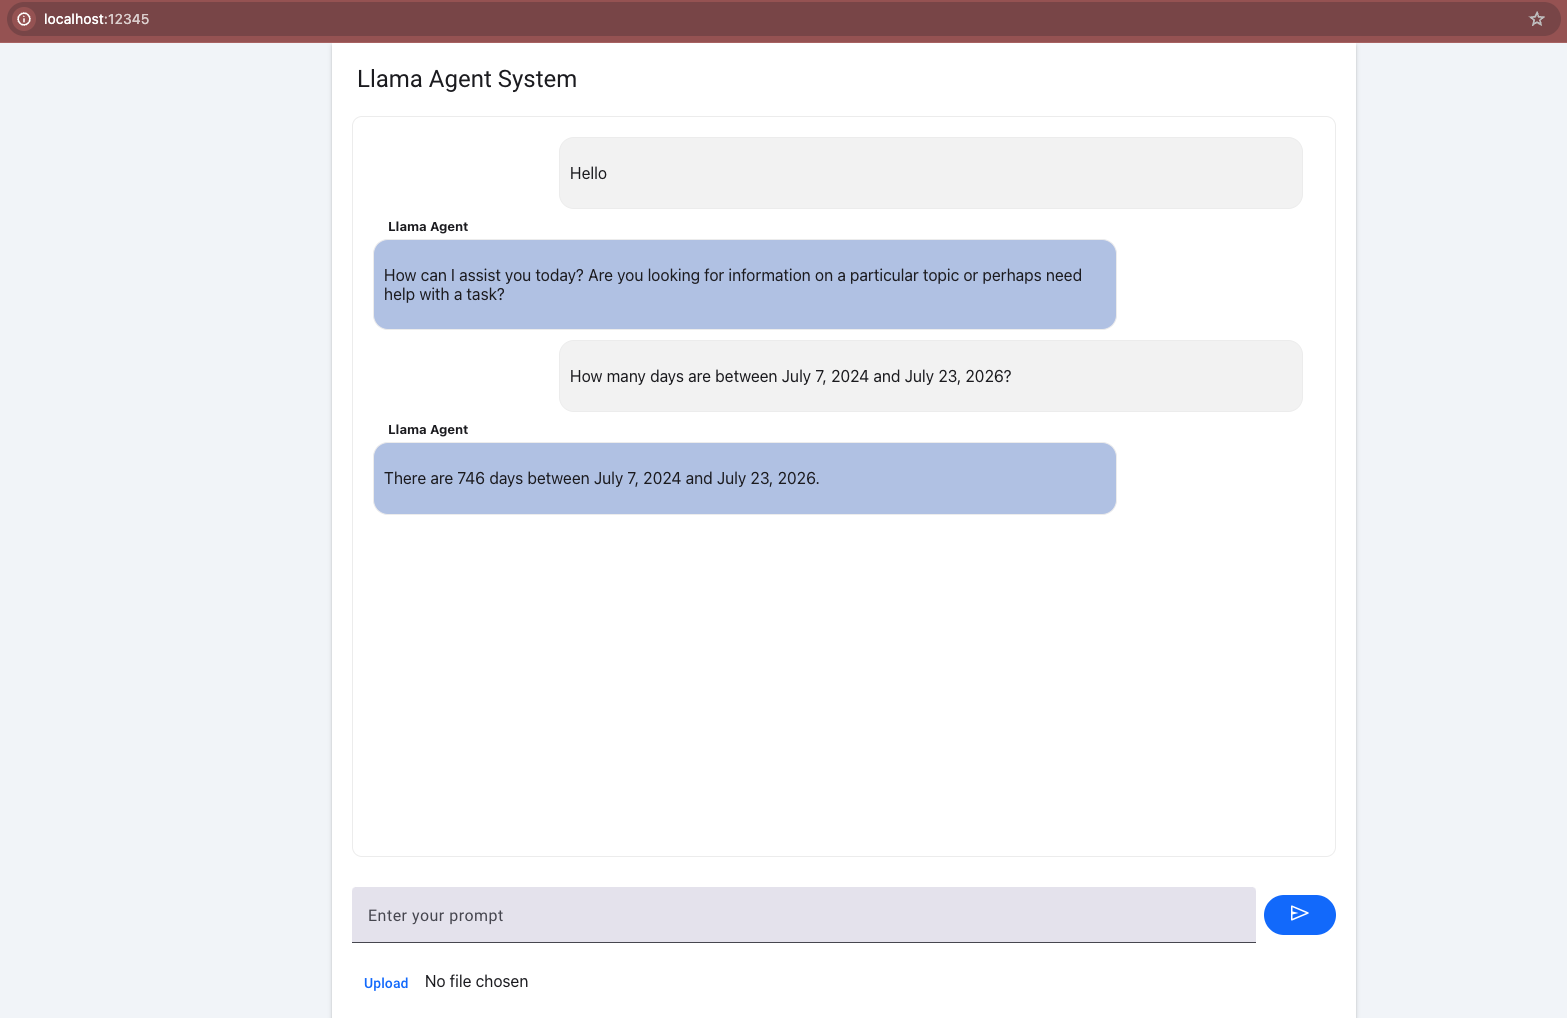 localhost:12345
Llama Agent System
Hello
Llama Agent
How can I assist you today? Are you looking for information on a particular topic or perhaps need
help with a task?
How many days are between July 7, 2024 and July 23, 2026?
Llama Agent
There are 746 days between July 7, 2024 and July 23, 2026.
Enter your prompt
Upload No file chosen